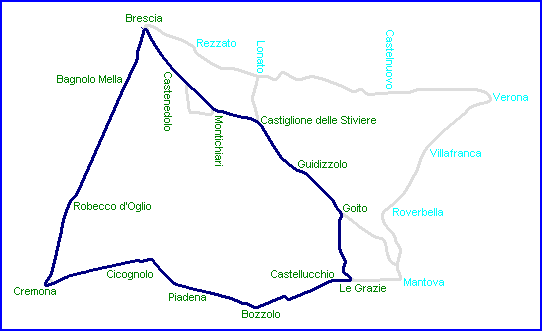 Brescia
Rezzato
Lonato
Castelnuovo
Bagnolo Mella
Castenedolo
Verona
Montichiari
Castiglione delle Stiviere
Villafranca
Guidizzolo
Robecco d'Oglio
Goito
Roverbella
Cicognolo
Castellucchio
Cremona
Piadena
Le Grazie
Mantova
Bozzolo